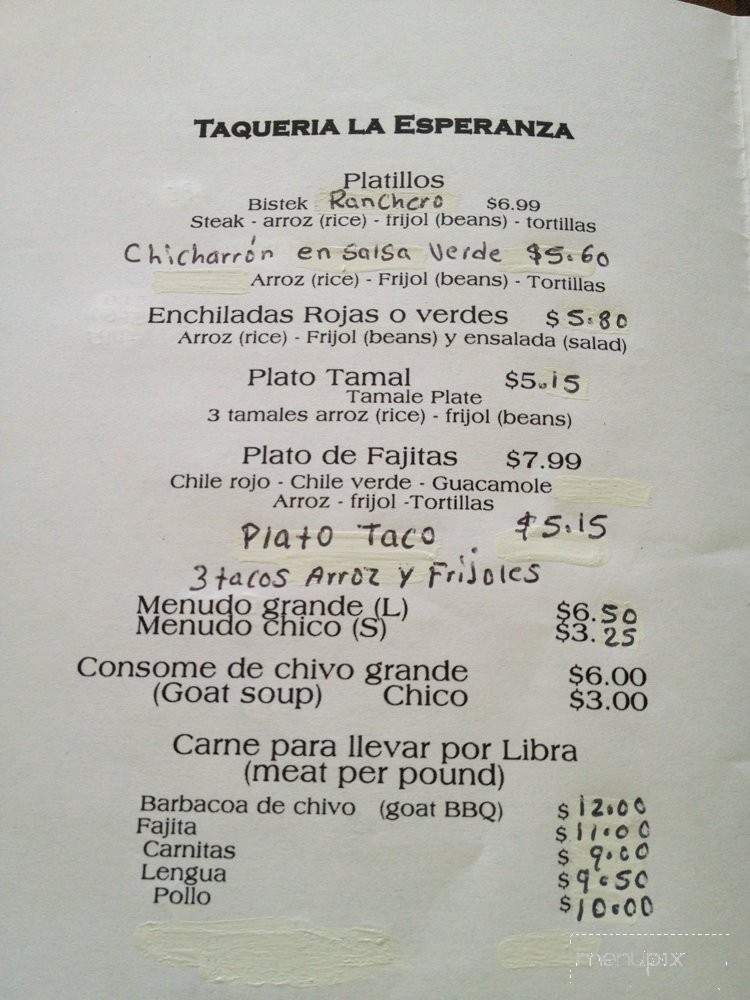 TAQUERIA LA ESPERANZA
Platillos
Bistek Ranchero $6.99
Steak - arroz (rice) - frijol (beans) - tortillas
Chicharrón en Salsa Verde $5.60
Arroz (rice) - Frijol (beans) - Tortillas
Enchiladas Rojas o verdes $5.80
Arroz (rice) - Frijol (beans) y ensalada (salad)
Plato Tamal $5.15
Tamale Plate
3 tamales arroz (rice) - frijol (beans)
Plato de Fajitas $7.99
Chile rojo - Chile verde - Guacamole
Arroz - frijol -Tortillas
Plato Taco $5.15
3 tacos Arroz y Frijoles
Menudo grande (L) $6.50
Menudo chico (S) $3.25
Consome de chivo grande $6.00
(Goat soup) Chico $3.00
Carne para llevar por Libra
(meat per pound)
Barbacoa de chivo (goat BBQ) $12.00
Fajita $11.00
Carnitas $9.00
Lengua $9.50
Pollo $10.00
menupix